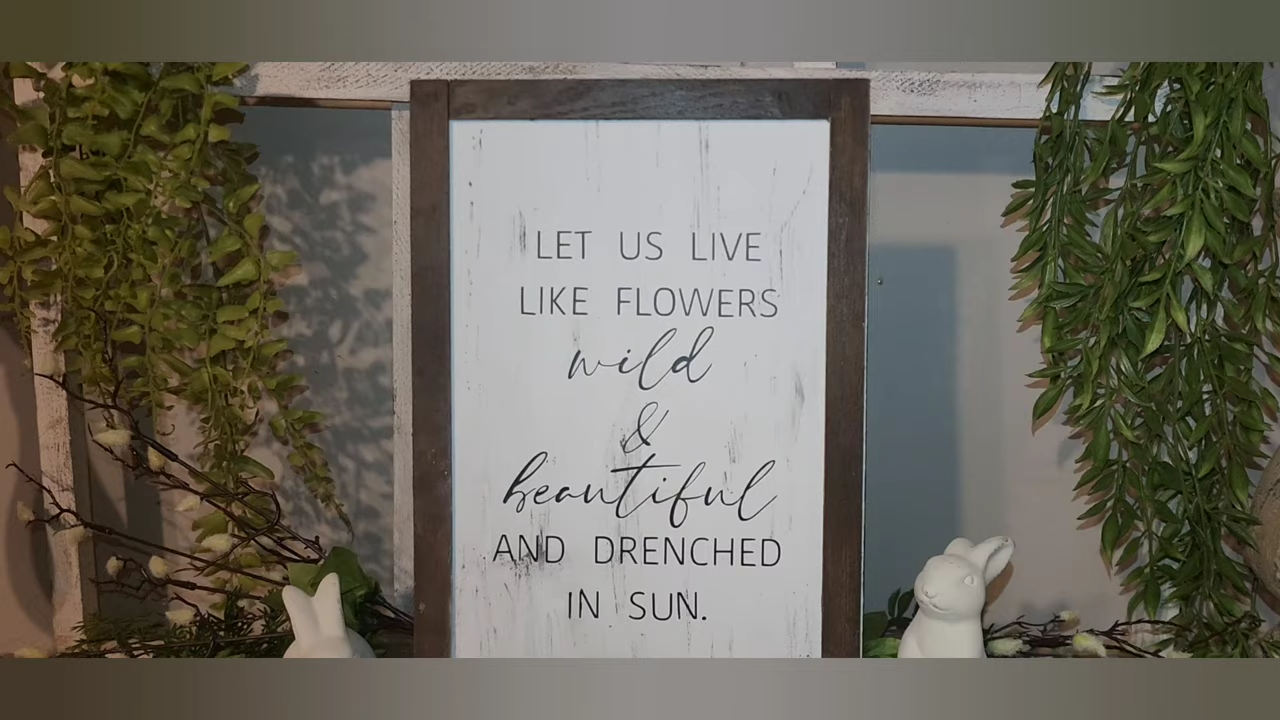 LET US LIVE
LIKE FLOWERS
wild
&
beautiful
AND DRENCHED
IN SUN.